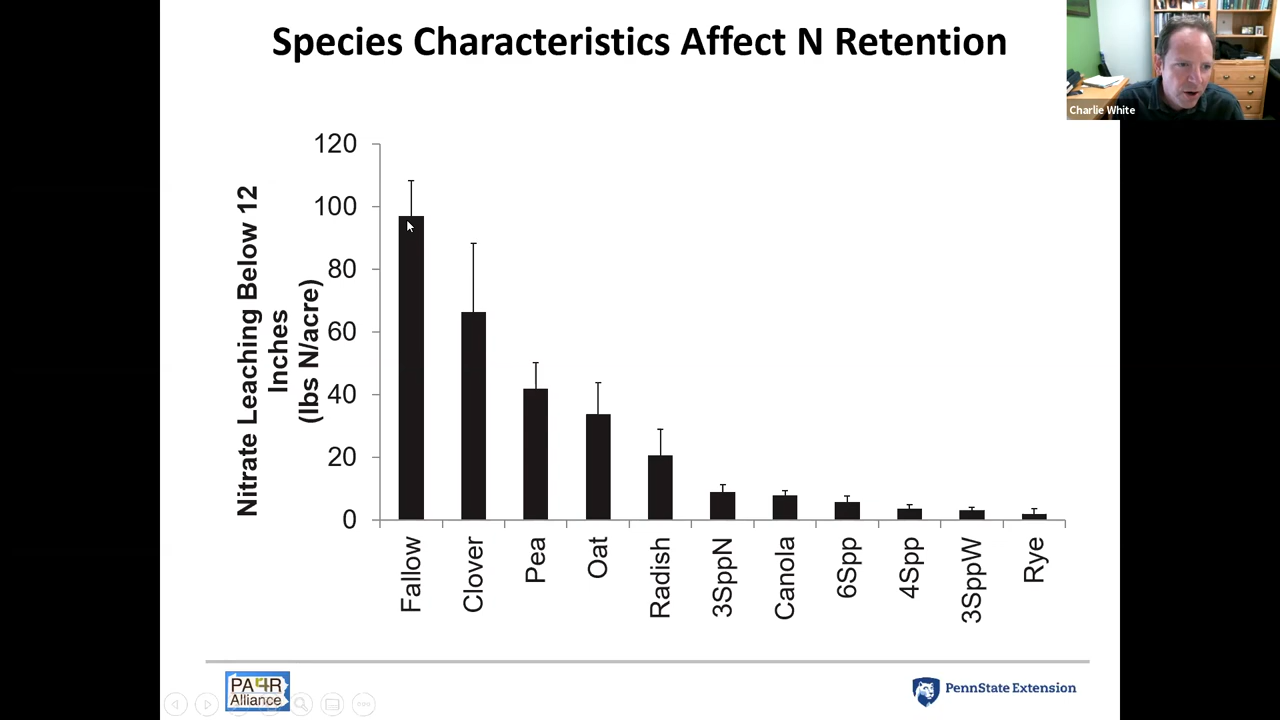 Species Characteristics Affect N Retention
Charlie White
Nitrate Leaching Below 12
Inches
(lbs N/acre)
120
100
80
60
40
20
0
Fallow
Clover
Pea
Oat
Radish
3SppN
Canola
6Spp
4Spp
3SppW
Rye
PA4R
Alliance
PennState Extension